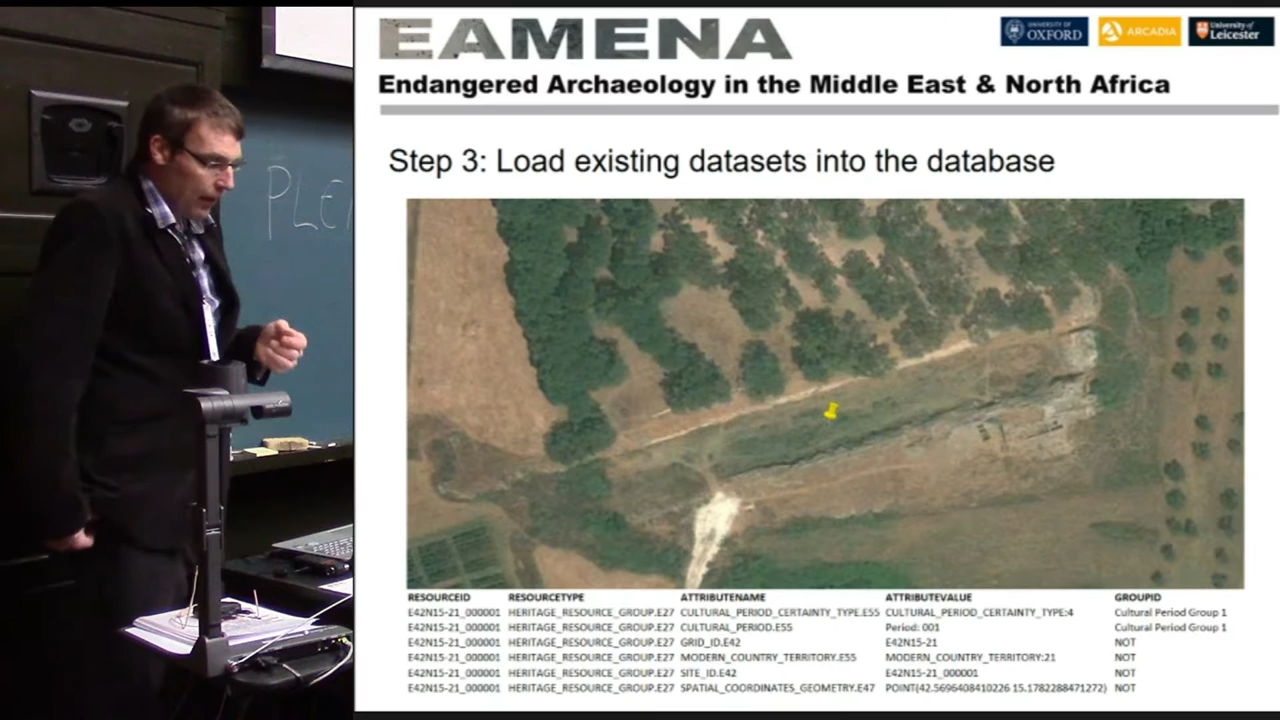 EAMENA
UNIVERSITY OF OXFORD
ARCADIA
University of Leicester
Endangered Archaeology in the Middle East & North Africa
PLE
Step 3: Load existing datasets into the database
RESOURCEID RESOURCETYPE ATTRIBUTENAME ATTRIBUTEVALUE GROUPID
E42N15-21_000001 HERITAGE_RESOURCE_GROUP.E27 CULTURAL_PERIOD_CERTAINTY_TYPE.E55 CULTURAL_PERIOD_CERTAINTY_TYPE:4 Cultural Period Group 1
E42N15-21_000001 HERITAGE_RESOURCE_GROUP.E27 CULTURAL_PERIOD.E55 Period: 001 Cultural Period Group 1
E42N15-21_000001 HERITAGE_RESOURCE_GROUP.E27 GRID_ID.E42 E42N15-21 NOT
E42N15-21_000001 HERITAGE_RESOURCE_GROUP.E27 MODERN_COUNTRY_TERRITORY.E55 MODERN_COUNTRY_TERRITORY:21 NOT
E42N15-21_000001 HERITAGE_RESOURCE_GROUP.E27 SITE_ID.E42 E42N15-21_000001 NOT
E42N15-21_000001 HERITAGE_RESOURCE_GROUP.E27 SPATIAL_COORDINATES_GEOMETRY.E47 POINT(42.5696408410226 15.1782288471272) NOT